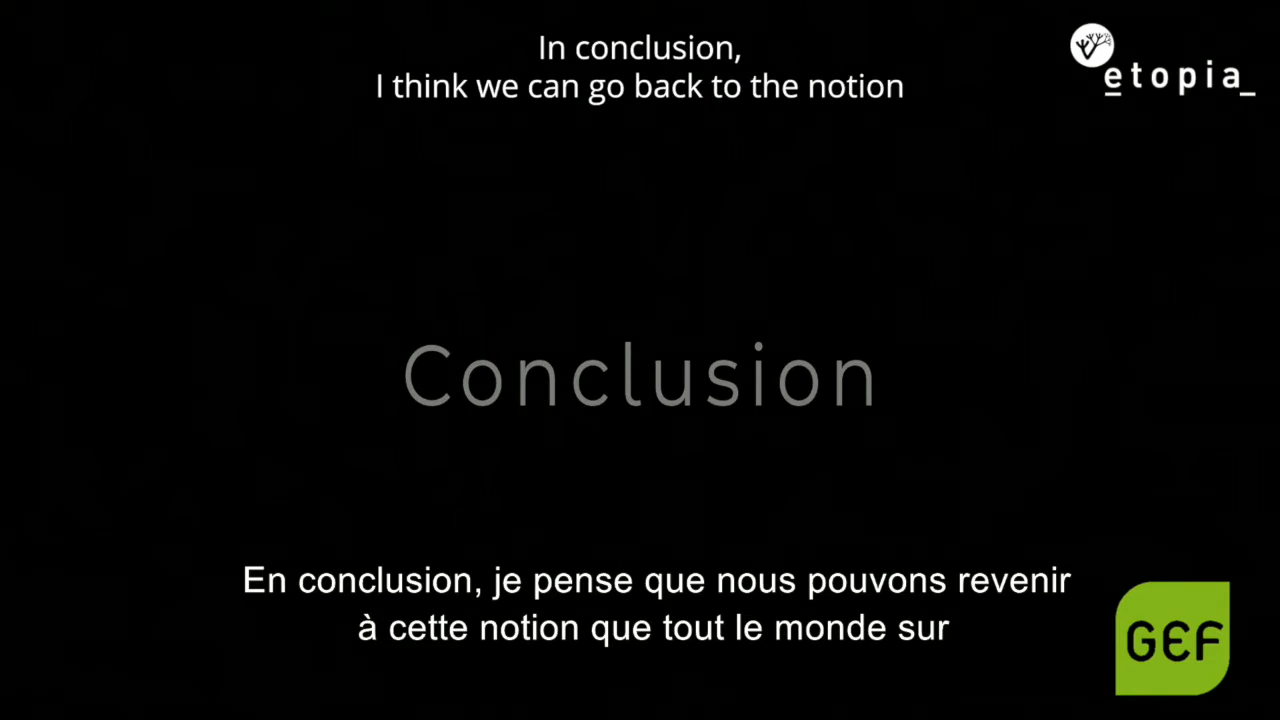 In conclusion,
I think we can go back to the notion
etopia_
Conclusion
En conclusion, je pense que nous pouvons revenir
à cette notion que tout le monde sur
GEF